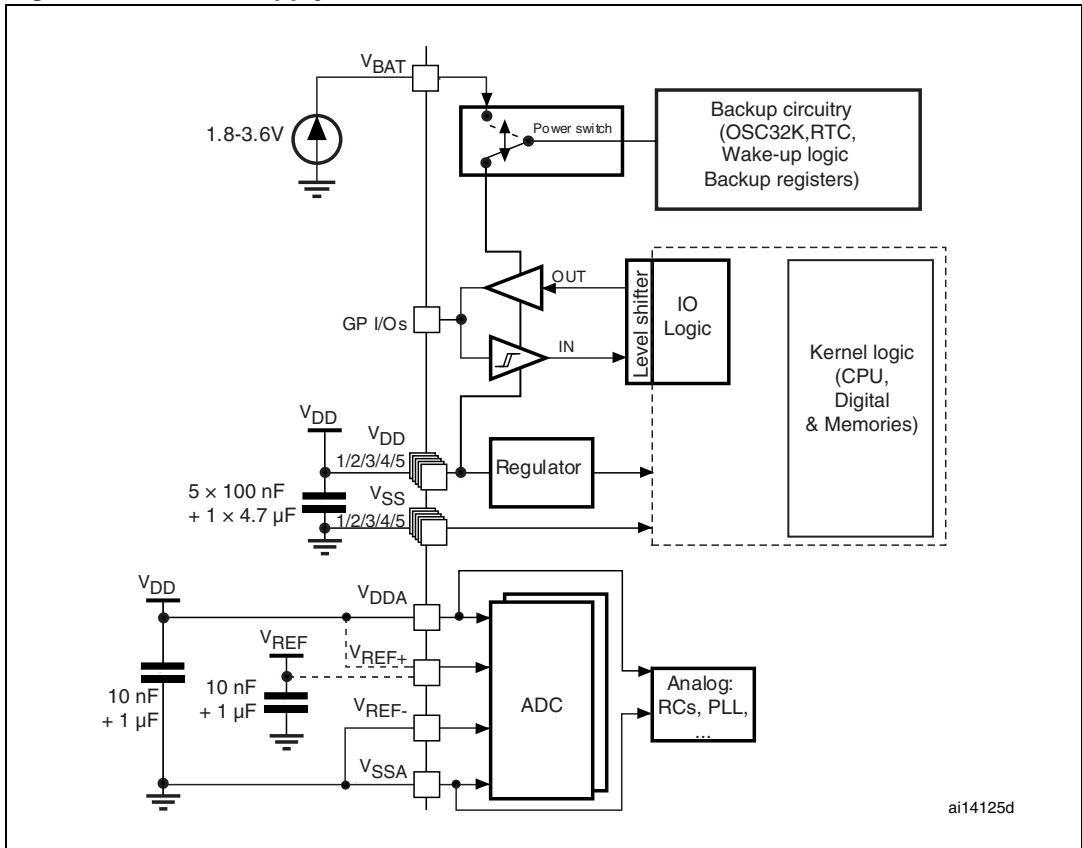 VBAT
1.8-3.6V
Power switch
Backup circuitry
(OSC32K,RTC,
Wake-up logic
Backup registers)
GP I/Os
OUT
IN
Level shifter
IO
Logic
Kernel logic
(CPU,
Digital
& Memories)
VDD
VDD
1/2/3/4/5
Regulator
5 × 100 nF
+ 1 × 4.7 µF
VSS
1/2/3/4/5
VDD
VDDA
VREF
VREF+
10 nF
+ 1 µF
10 nF
+ 1 µF
VREF-
VSSA
ADC
Analog:
RCs, PLL,
...
ai14125d